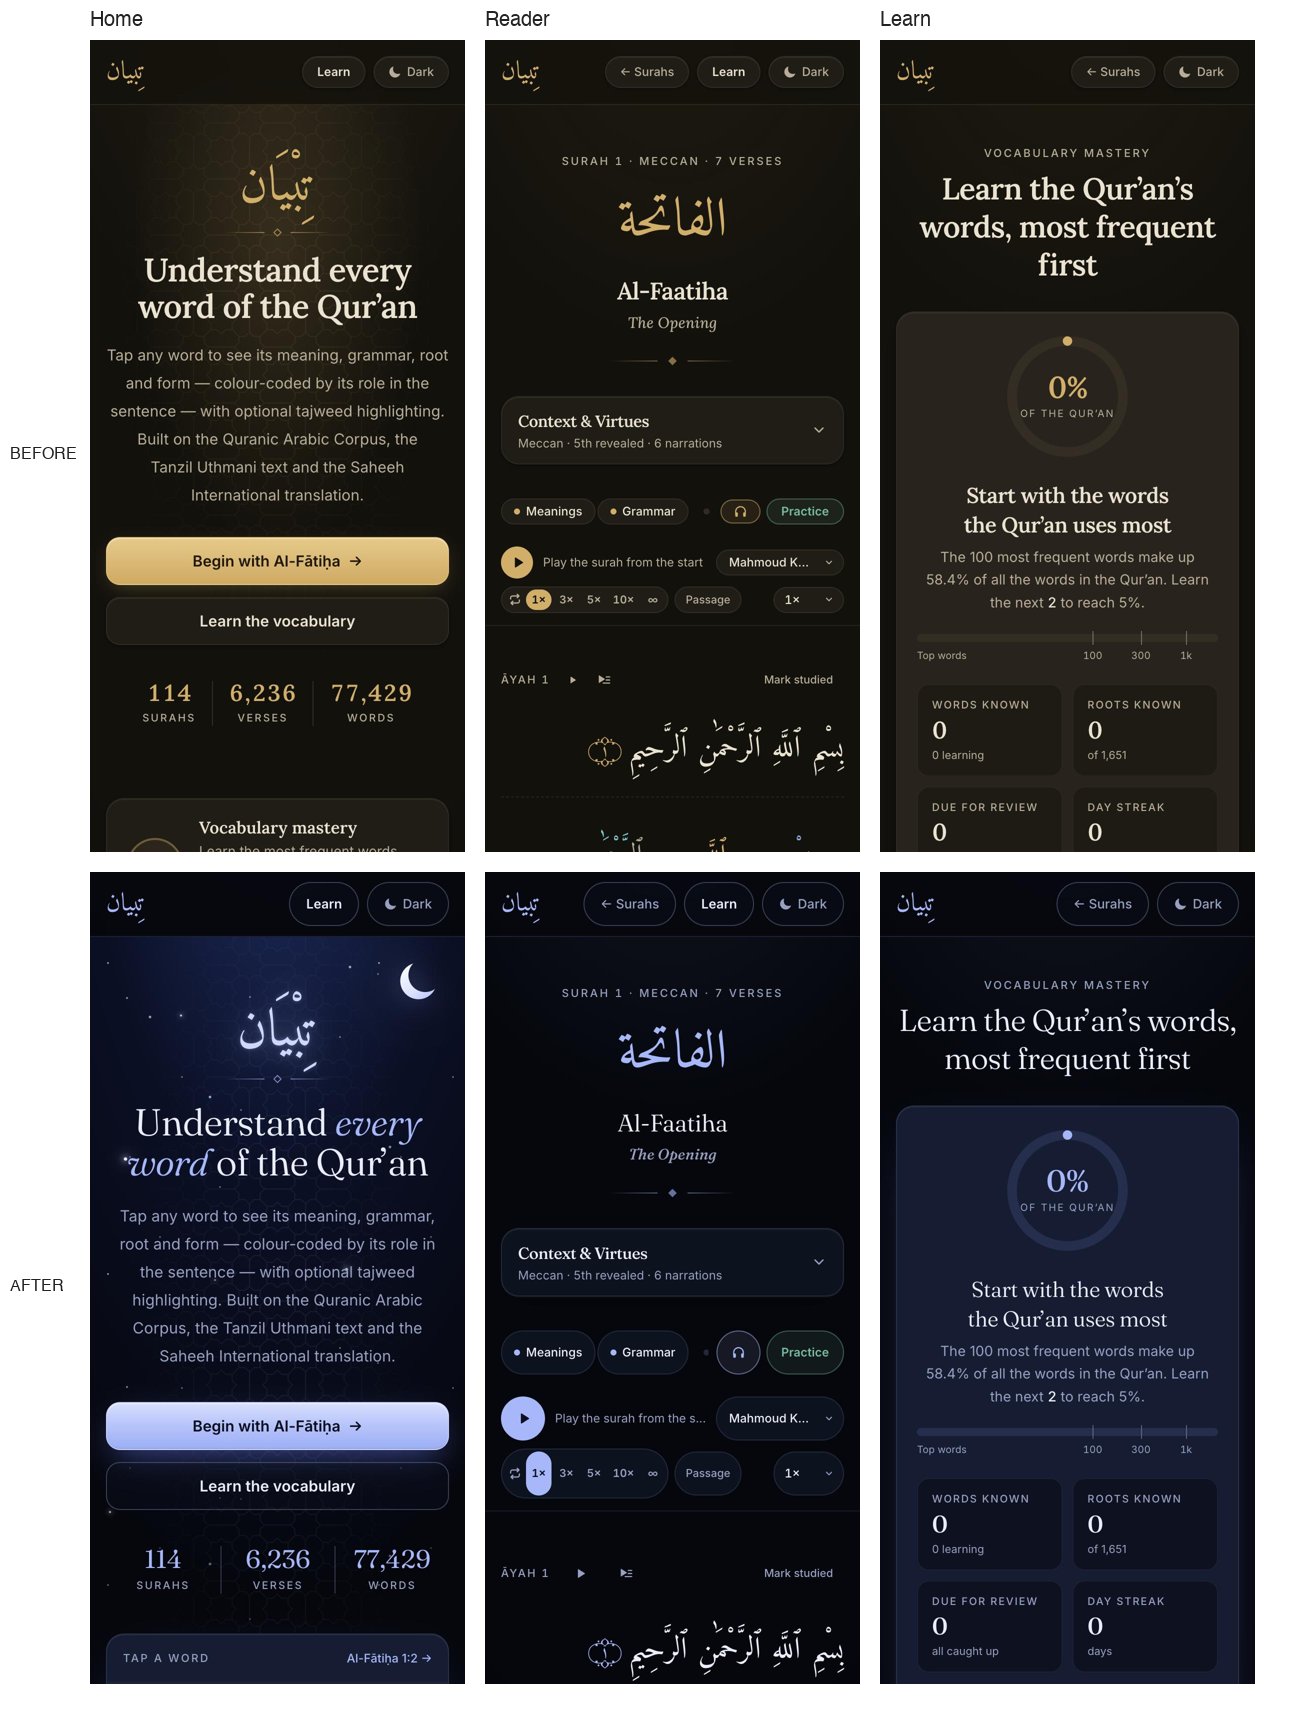 Home
Reader
Learn
BEFORE
تِبيان
Learn
Dark
تِبْيَان
Understand every
word of the Qur’an
Tap any word to see its meaning, grammar, root
and form — colour-coded by its role in the
sentence — with optional tajweed highlighting.
Built on the Quranic Arabic Corpus, the
Tanzil Uthmani text and the Saheeh
International translation.
Begin with Al-Fātiḥa →
Learn the vocabulary
114
SURAHS
6,236
VERSES
77,429
WORDS
Vocabulary mastery
Learn the most frequent words
تِبيان
← Surahs
Learn
Dark
SURAH 1 · MECCAN · 7 VERSES
الفاتحة
Al-Faatiha
The Opening
Context & Virtues
Meccan · 5th revealed · 6 narrations
Meanings
Grammar
Practice
Play the surah from the start
Mahmoud K...
1× 3× 5× 10× ∞
Passage
1×
ĀYAH 1
Mark studied
بِسْمِ ٱللَّهِ ٱلرَّحْمَٰنِ ٱلرَّحِيمِ ١
تِبيان
← Surahs
Dark
VOCABULARY MASTERY
Learn the Qur’an’s
words, most frequent
first
0%
OF THE QUR’AN
Start with the words
the Qur’an uses most
The 100 most frequent words make up
58.4% of all the words in the Qur’an. Learn
the next 2 to reach 5%.
Top words
100
300
1k
WORDS KNOWN
0
0 learning
ROOTS KNOWN
0
of 1,651
DUE FOR REVIEW
0
DAY STREAK
0
AFTER
تِبيان
Learn
Dark
تِبْيَان
Understand every
word of the Qur’an
Tap any word to see its meaning, grammar,
root and form — colour-coded by its role in
the sentence — with optional tajweed
highlighting. Built on the Quranic Arabic
Corpus, the Tanzil Uthmani text and the
Saheeh International translation.
Begin with Al-Fātiḥa →
Learn the vocabulary
114
SURAHS
6,236
VERSES
77,429
WORDS
TAP A WORD
Al-Fātiḥa 1:2 →
تِبيان
← Surahs
Learn
Dark
SURAH 1 · MECCAN · 7 VERSES
الفاتحة
Al-Faatiha
The Opening
Context & Virtues
Meccan · 5th revealed · 6 narrations
Meanings
Grammar
Practice
Play the surah from the s...
Mahmoud K...
1× 3× 5× 10× ∞
Passage
1×
ĀYAH 1
Mark studied
بِسْمِ ٱللَّهِ ٱلرَّحْمَٰنِ ٱلرَّحِيمِ ١
تِبيان
← Surahs
Dark
VOCABULARY MASTERY
Learn the Qur’an’s words,
most frequent first
0%
OF THE QUR’AN
Start with the words
the Qur’an uses most
The 100 most frequent words make up
58.4% of all the words in the Qur’an. Learn
the next 2 to reach 5%.
Top words
100
300
1k
WORDS KNOWN
0
0 learning
ROOTS KNOWN
0
of 1,651
DUE FOR REVIEW
0
all caught up
DAY STREAK
0
days